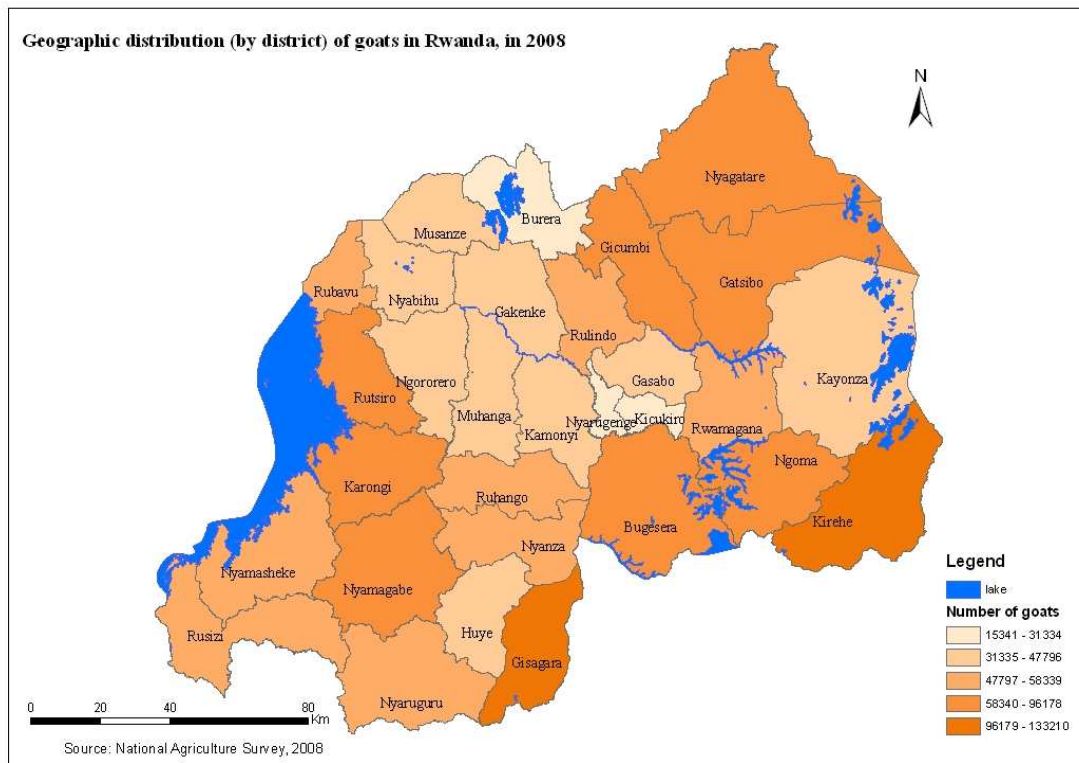 Geographic distribution (by district) of goats in Rwanda, in 2008
N
Nyagatare
Burera
Musanze
Gicumbi
Gatsibo
Rubavu
Nyabihu
Gakenke
Rulindo
Kayonza
Gasabo
Ngororero
Rutsiro
Muhanga
Nyarugenge
Kicukiro
Rwamagana
Kamonyi
Ngoma
Karongi
Ruhango
Kirehe
Bugesera
Nyanza
Nyamasheke
Nyamagabe
Rusizi
Huye
Gisagara
Nyaruguru
Legend
lake
Number of goats
15341 - 31334
31335 - 47796
47797 - 58339
58340 - 96178
96179 - 133210
0 20 40 80
Km
Source: National Agriculture Survey, 2008